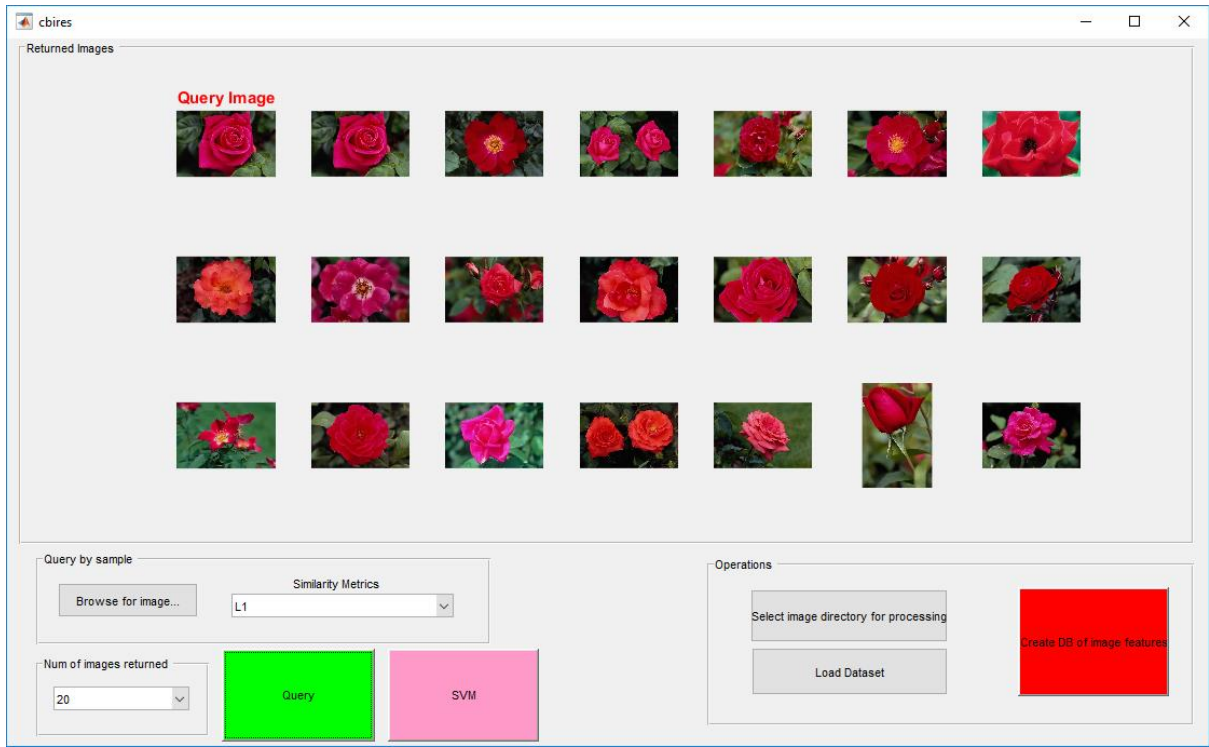 cbires
Returned Images
Query Image
Query by sample
Browse for image...
Similarity Metrics
L1
Num of images returned
20
Query
SVM
Operations
Select image directory for processing
Load Dataset
Create DB of image features